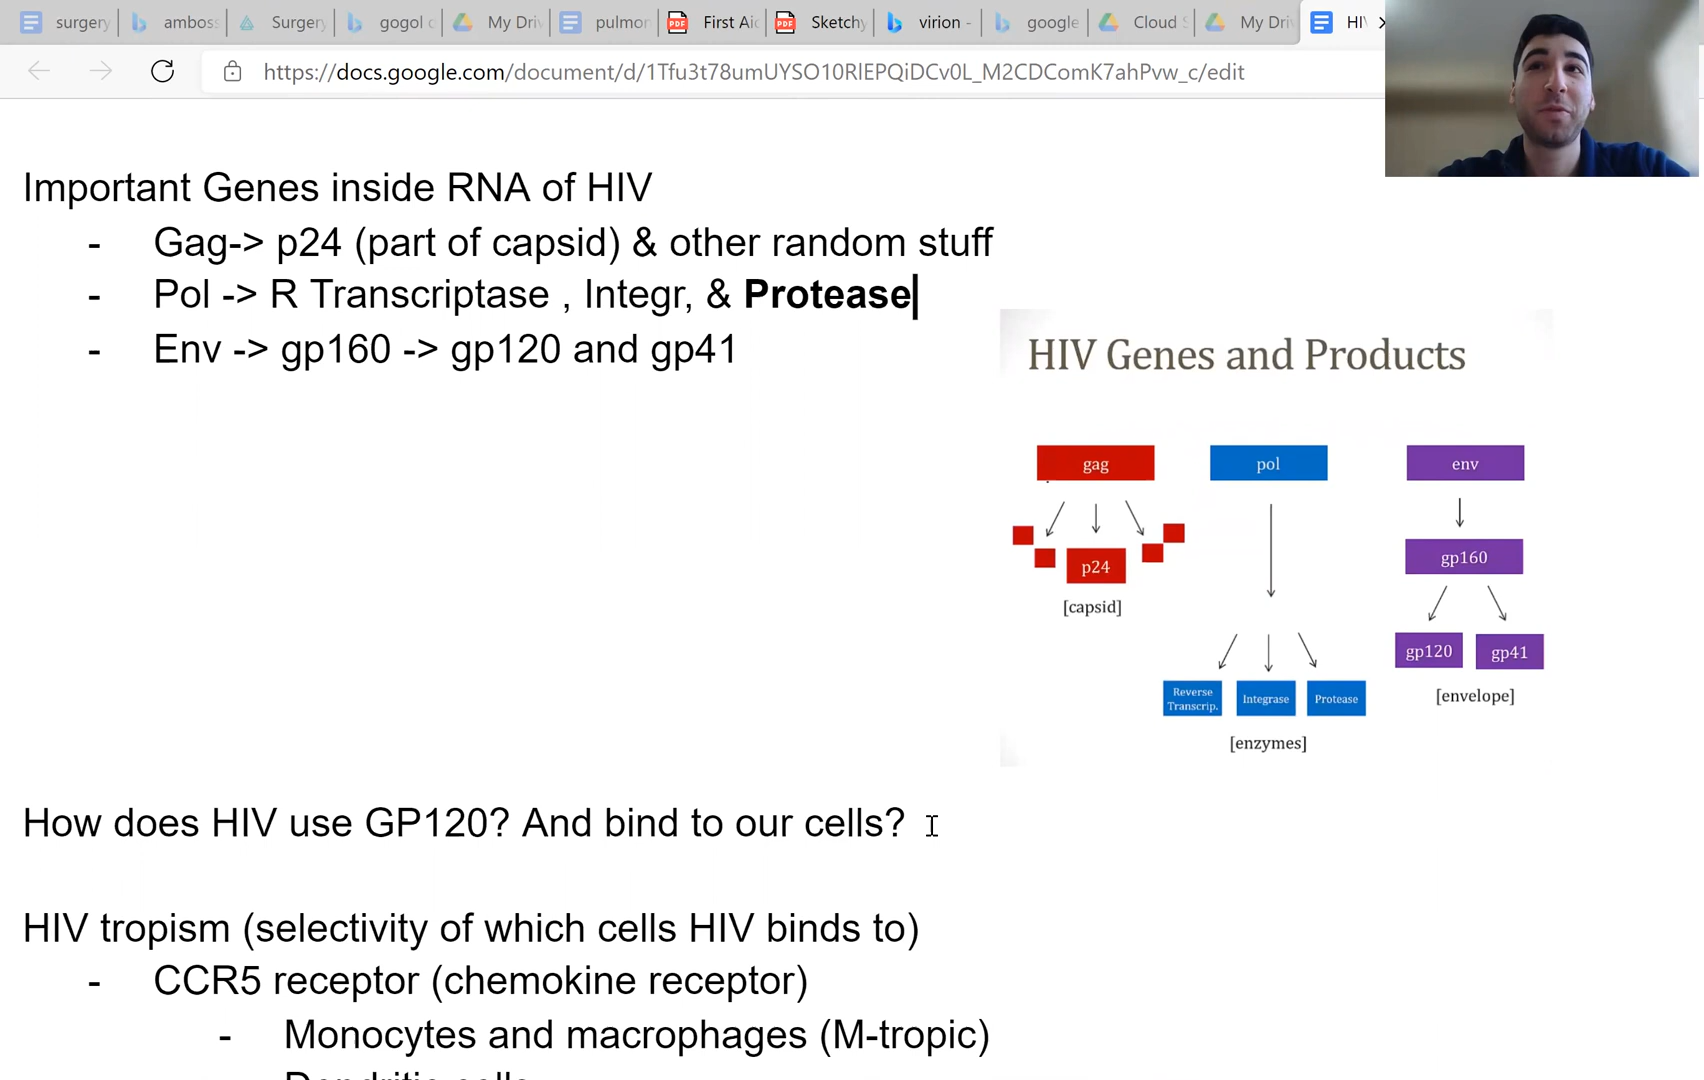 surgery
amboss
Surgery
gogol
My Driv
pulmon
First Aid
Sketchy
virion -
google
Cloud S
My Driv
HIV
https://docs.google.com/document/d/1Tfu3t78umUYSO10RlEPQiDCv0L_M2CDComK7ahPvw_c/edit
Important Genes inside RNA of HIV
- Gag-> p24 (part of capsid) & other random stuff
- Pol -> R Transcriptase , Integr, & Protease
- Env -> gp160 -> gp120 and gp41
HIV Genes and Products
gag pol env
p24
[capsid]
gp160
gp120 gp41
[envelope]
Reverse
Transcrip.
Integrase
Protease
[enzymes]
How does HIV use GP120? And bind to our cells?
HIV tropism (selectivity of which cells HIV binds to)
- CCR5 receptor (chemokine receptor)
- Monocytes and macrophages (M-tropic)
Dendritic cells